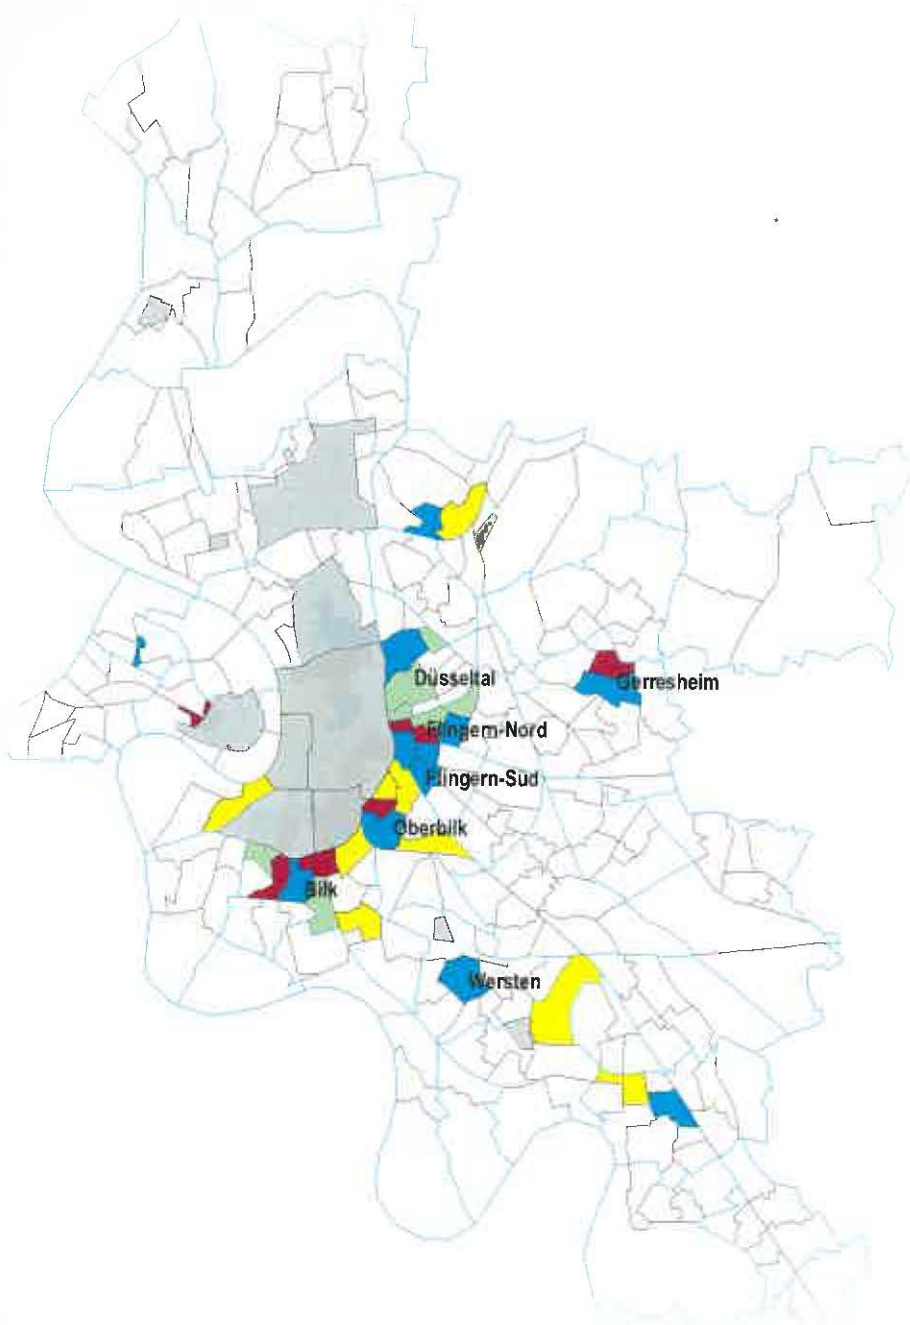 Düsseltal
Gerresheim
Flingern-Nord
Flingern-Süd
Oberbilk
Bilk
Wersten